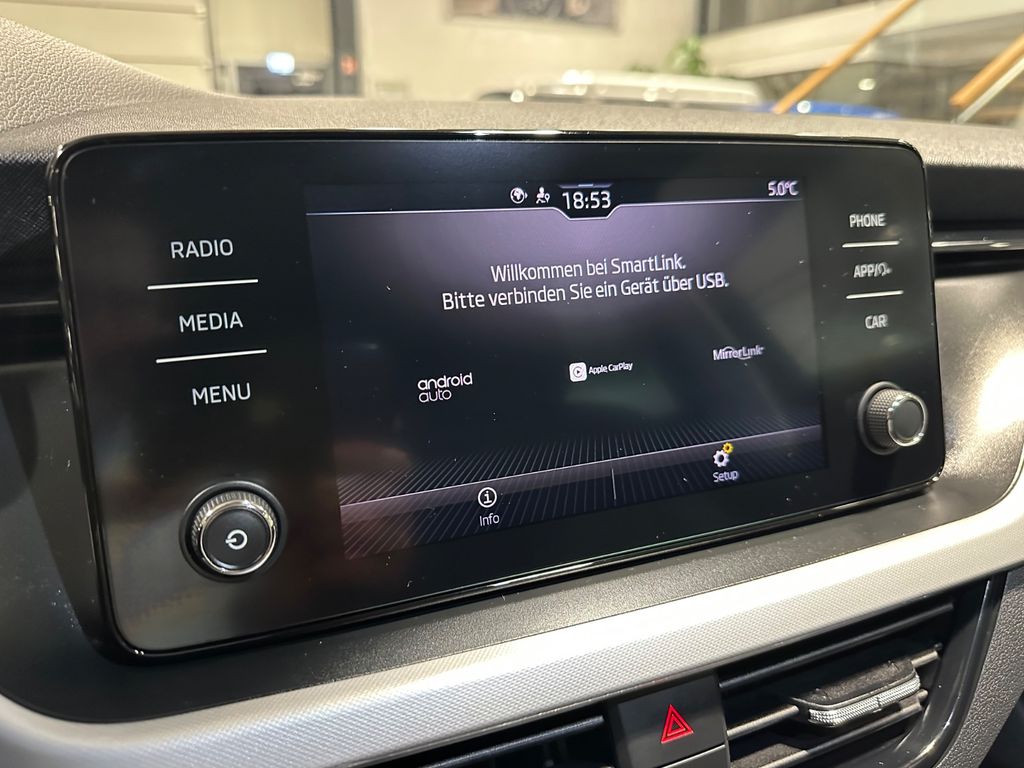 RADIO
MEDIA
MENU
18:53
5.0°C
Willkommen bei SmartLink.
Bitte verbinden Sie ein Gerät über USB.
android
auto
Apple CarPlay
MirrorLink™
Info
Setup
PHONE
APP/
CAR